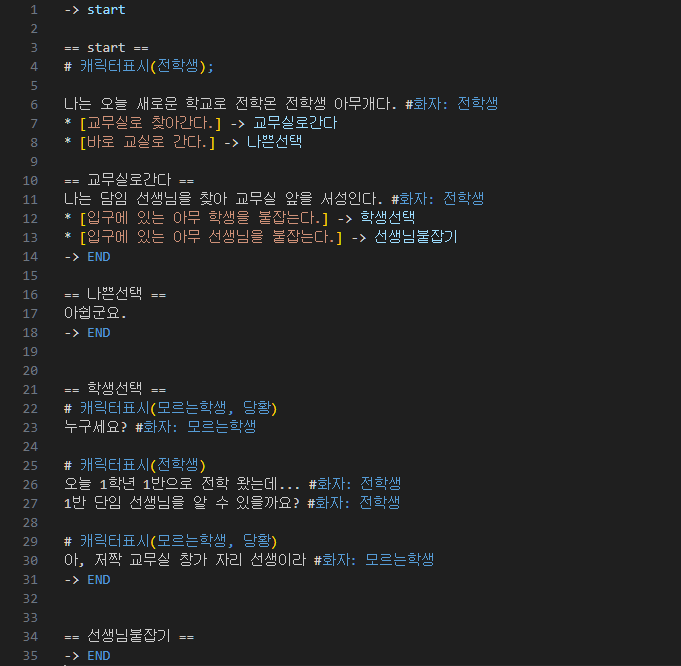 1 -> start
2
3 == start ==
4 # 캐릭터표시(전학생);
5
6 나는 오늘 새로운 학교로 전학온 전학생 아무개다. #화자: 전학생
7 * [교무실로 찾아간다.] -> 교무실로간다
8 * [바로 교실로 간다.] -> 나쁜선택
9
10 == 교무실로간다 ==
11 나는 담임 선생님을 찾아 교무실 앞을 서성인다. #화자: 전학생
12 * [입구에 있는 아무 학생을 붙잡는다.] -> 학생선택
13 * [입구에 있는 아무 선생님을 붙잡는다.] -> 선생님붙잡기
14 -> END
15
16 == 나쁜선택 ==
17 아쉽군요.
18 -> END
19
20
21 == 학생선택 ==
22 # 캐릭터표시(모르는학생, 당황)
23 누구세요? #화자: 모르는학생
24
25 # 캐릭터표시(전학생)
26 오늘 1학년 1반으로 전학 왔는데... #화자: 전학생
27 1반 단임 선생님을 알 수 있을까요? #화자: 전학생
28
29 # 캐릭터표시(모르는학생, 당황)
30 아, 저짝 교무실 창가 자리 선생이라 #화자: 모르는학생
31 -> END
32
33
34 == 선생님붙잡기 ==
35 -> END